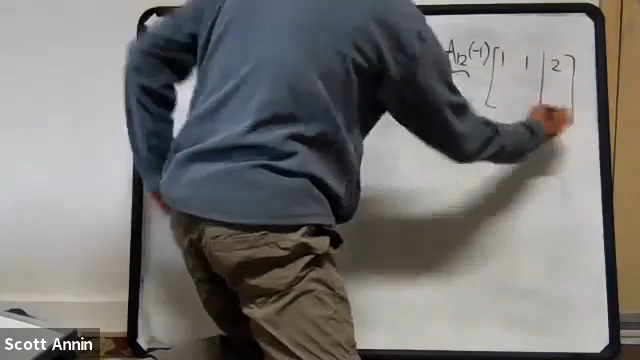 A₁₂(-1) [ 1 1 | 2 ]
Scott Annin